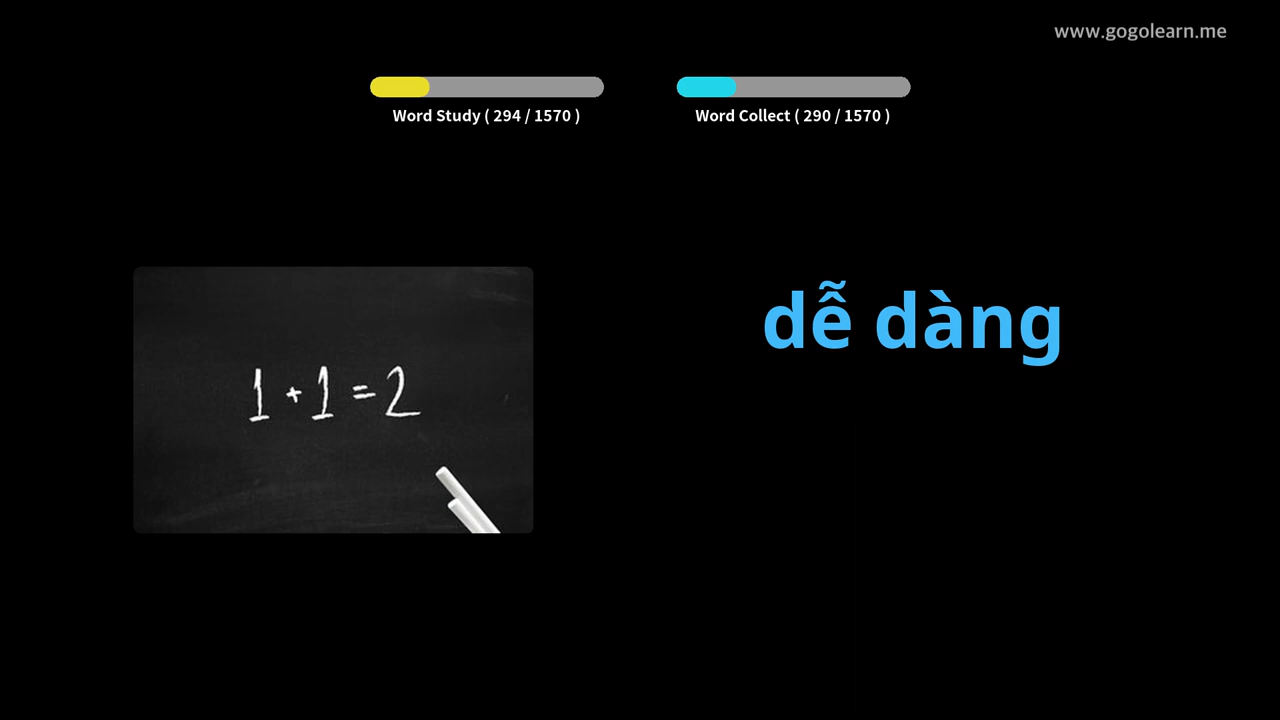 www.gogolearn.me
Word Study ( 294 / 1570 )
Word Collect ( 290 / 1570 )
dễ dàng
1 + 1 = 2